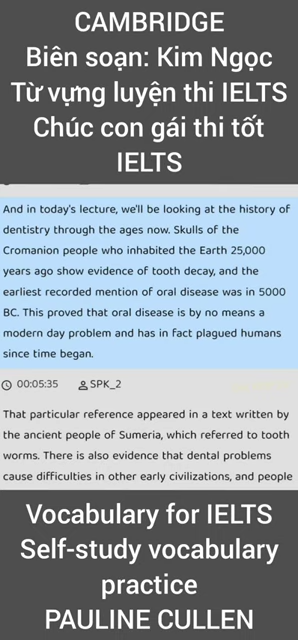 CAMBRIDGE
Biên soạn: Kim Ngọc
Từ vựng luyện thi IELTS
Chúc con gái thi tốt
IELTS
And in today's lecture, we'll be looking at the history of
dentistry through the ages now. Skulls of the
Cromanion people who inhabited the Earth 25,000
years ago show evidence of tooth decay, and the
earliest recorded mention of oral disease was in 5000
BC. This proved that oral disease is by no means a
modern day problem and has in fact plagued humans
since time began.
00:05:35 SPK_2
That particular reference appeared in a text written by
the ancient people of Sumeria, which referred to tooth
worms. There is also evidence that dental problems
cause difficulties in other early civilizations, and people
Vocabulary for IELTS
Self-study vocabulary
practice
PAULINE CULLEN